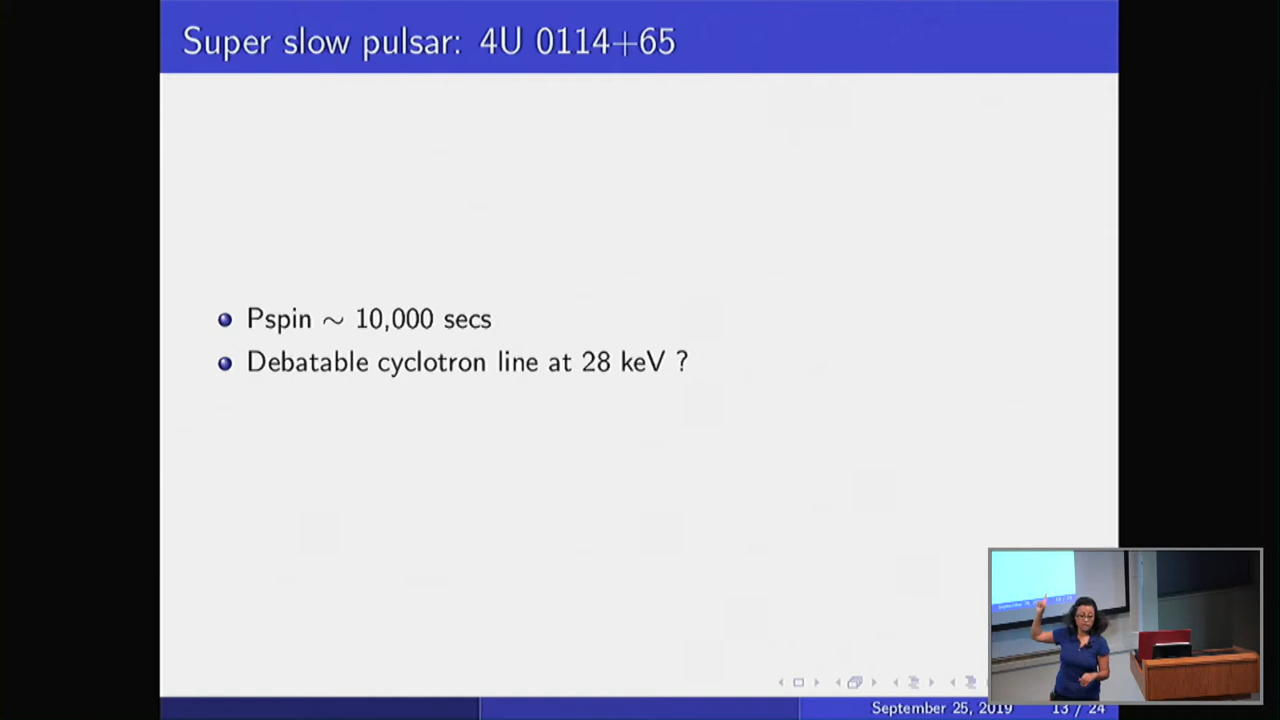 Super slow pulsar: 4U 0114+65
Pspin ∼ 10,000 secs
Debatable cyclotron line at 28 keV ?
September 25, 2019 13 / 24